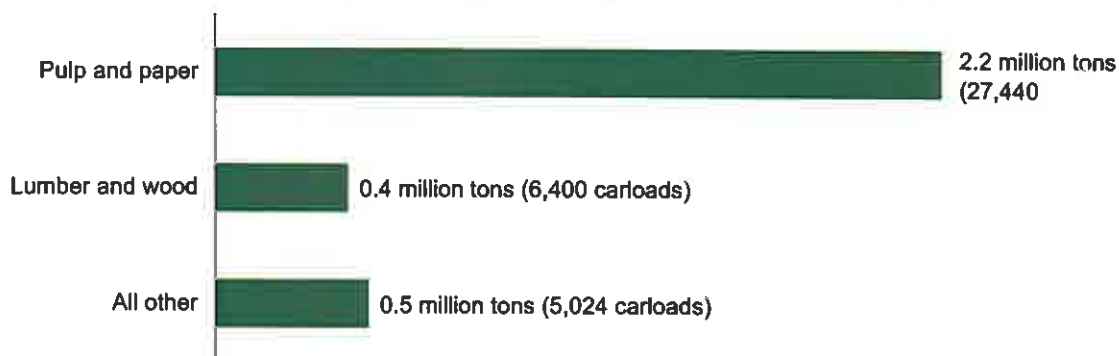 Pulp and paper
2.2 million tons
(27,440
Lumber and wood
0.4 million tons (6,400 carloads)
All other
0.5 million tons (5,024 carloads)